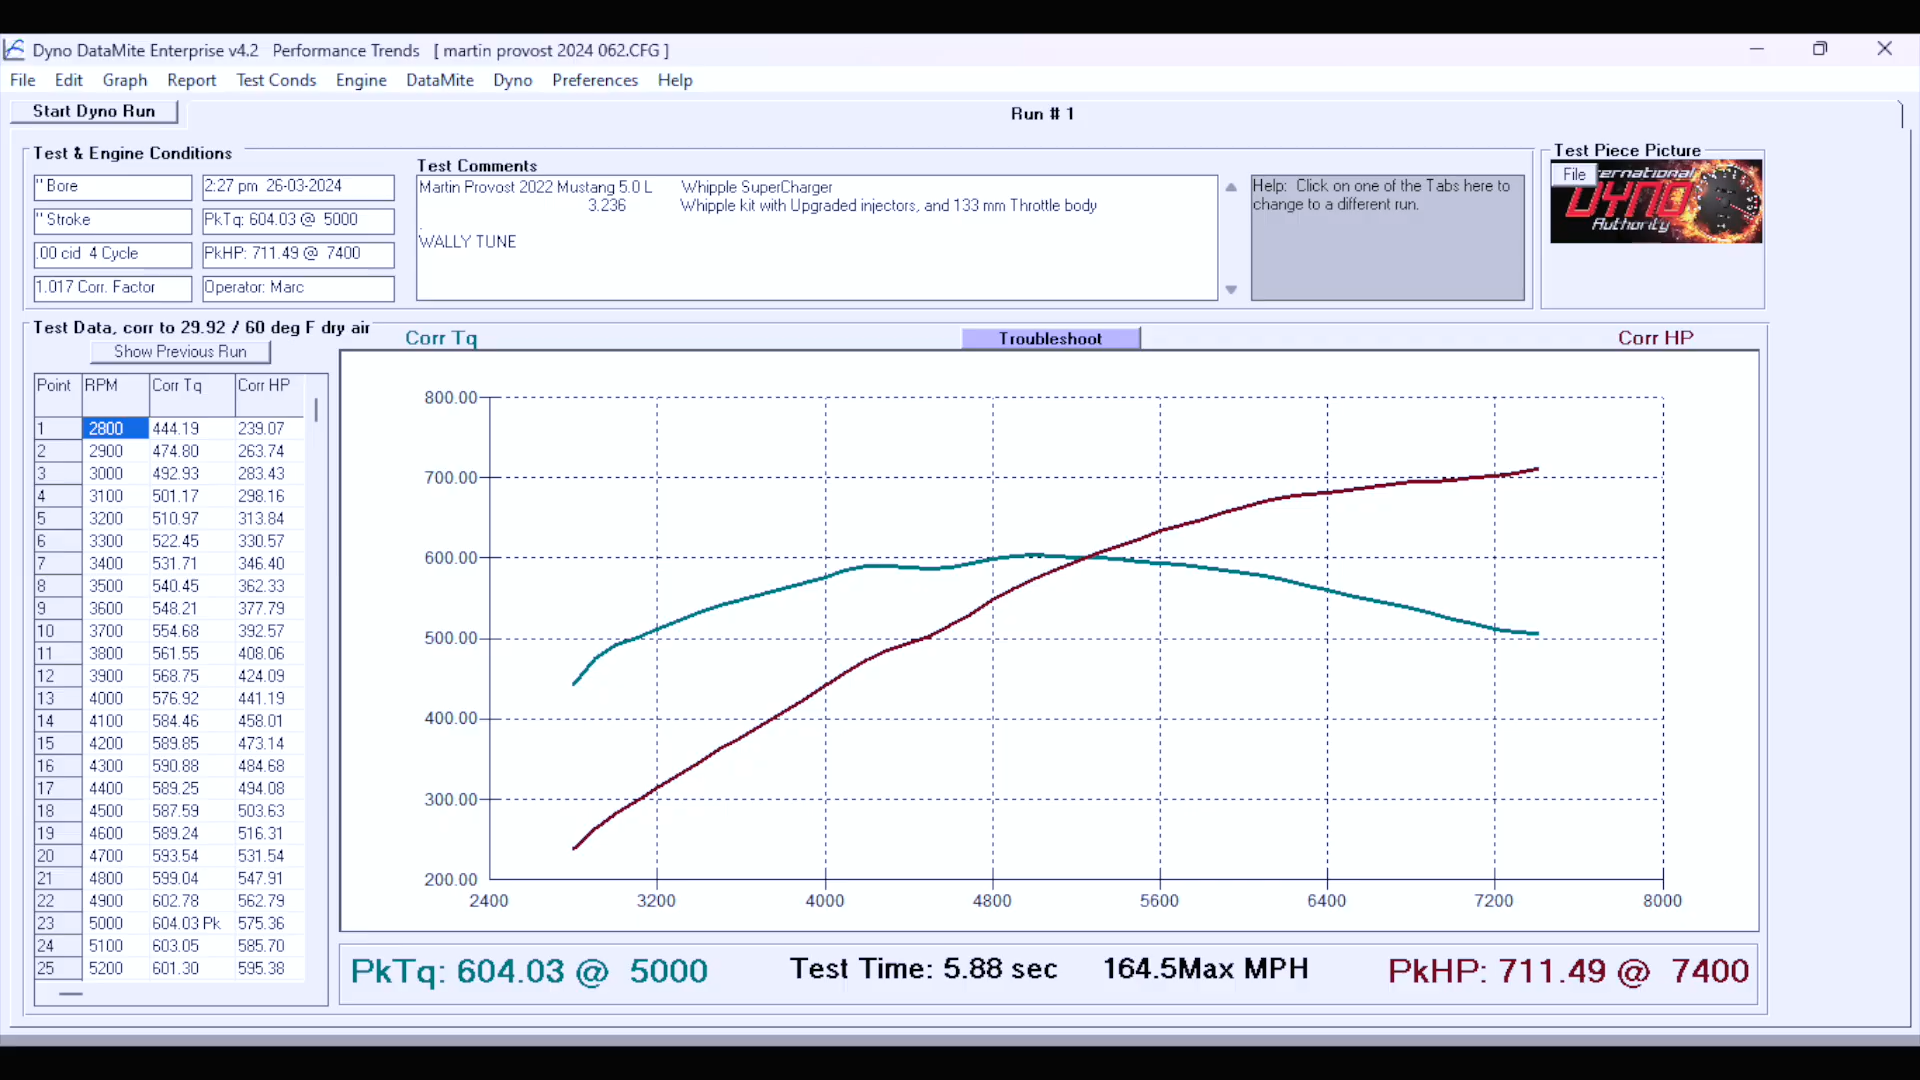 Dyno DataMite Enterprise v4.2   Performance Trends   [ martin provost 2024 062.CFG ]
File   Edit   Graph   Report   Test Conds   Engine   DataMite   Dyno   Preferences   Help
Start Dyno Run
Run # 1
Test & Engine Conditions
" Bore
2:27 pm  26-03-2024
" Stroke
PkTq: 604.03 @  5000
.00 cid  4 Cycle
PkHP: 711.49 @  7400
1.017 Corr. Factor
Operator: Marc
Test Comments
Martin Provost 2022 Mustang 5.0 L   Whipple SuperCharger
3.236   Whipple kit with Upgraded injectors, and 133 mm Throttle body
WALLY TUNE
Help:  Click on one of the Tabs here to
change to a different run.
Test Piece Picture
File
ernational
DYNO
Authority
Test Data, corr to 29.92 / 60 deg F dry air
Show Previous Run
Point   RPM   Corr Tq   Corr HP
1   2800   444.19   239.07
2   2900   474.80   263.74
3   3000   492.93   283.43
4   3100   501.17   298.16
5   3200   510.97   313.84
6   3300   522.45   330.57
7   3400   531.71   346.40
8   3500   540.45   362.33
9   3600   548.21   377.79
10   3700   554.68   392.57
11   3800   561.55   408.06
12   3900   568.75   424.09
13   4000   576.92   441.19
14   4100   584.46   458.01
15   4200   589.85   473.14
16   4300   590.88   484.68
17   4400   589.25   494.08
18   4500   587.59   503.63
19   4600   589.24   516.31
20   4700   593.54   531.54
21   4800   599.04   547.91
22   4900   602.78   562.79
23   5000   604.03 Pk   575.36
24   5100   603.05   585.70
25   5200   601.30   595.38
Corr Tq
Troubleshoot
Corr HP
800.00
700.00
600.00
500.00
400.00
300.00
200.00
2400   3200   4000   4800   5600   6400   7200   8000
PkTq: 604.03 @  5000
Test Time: 5.88 sec   164.5Max MPH
PkHP: 711.49 @  7400